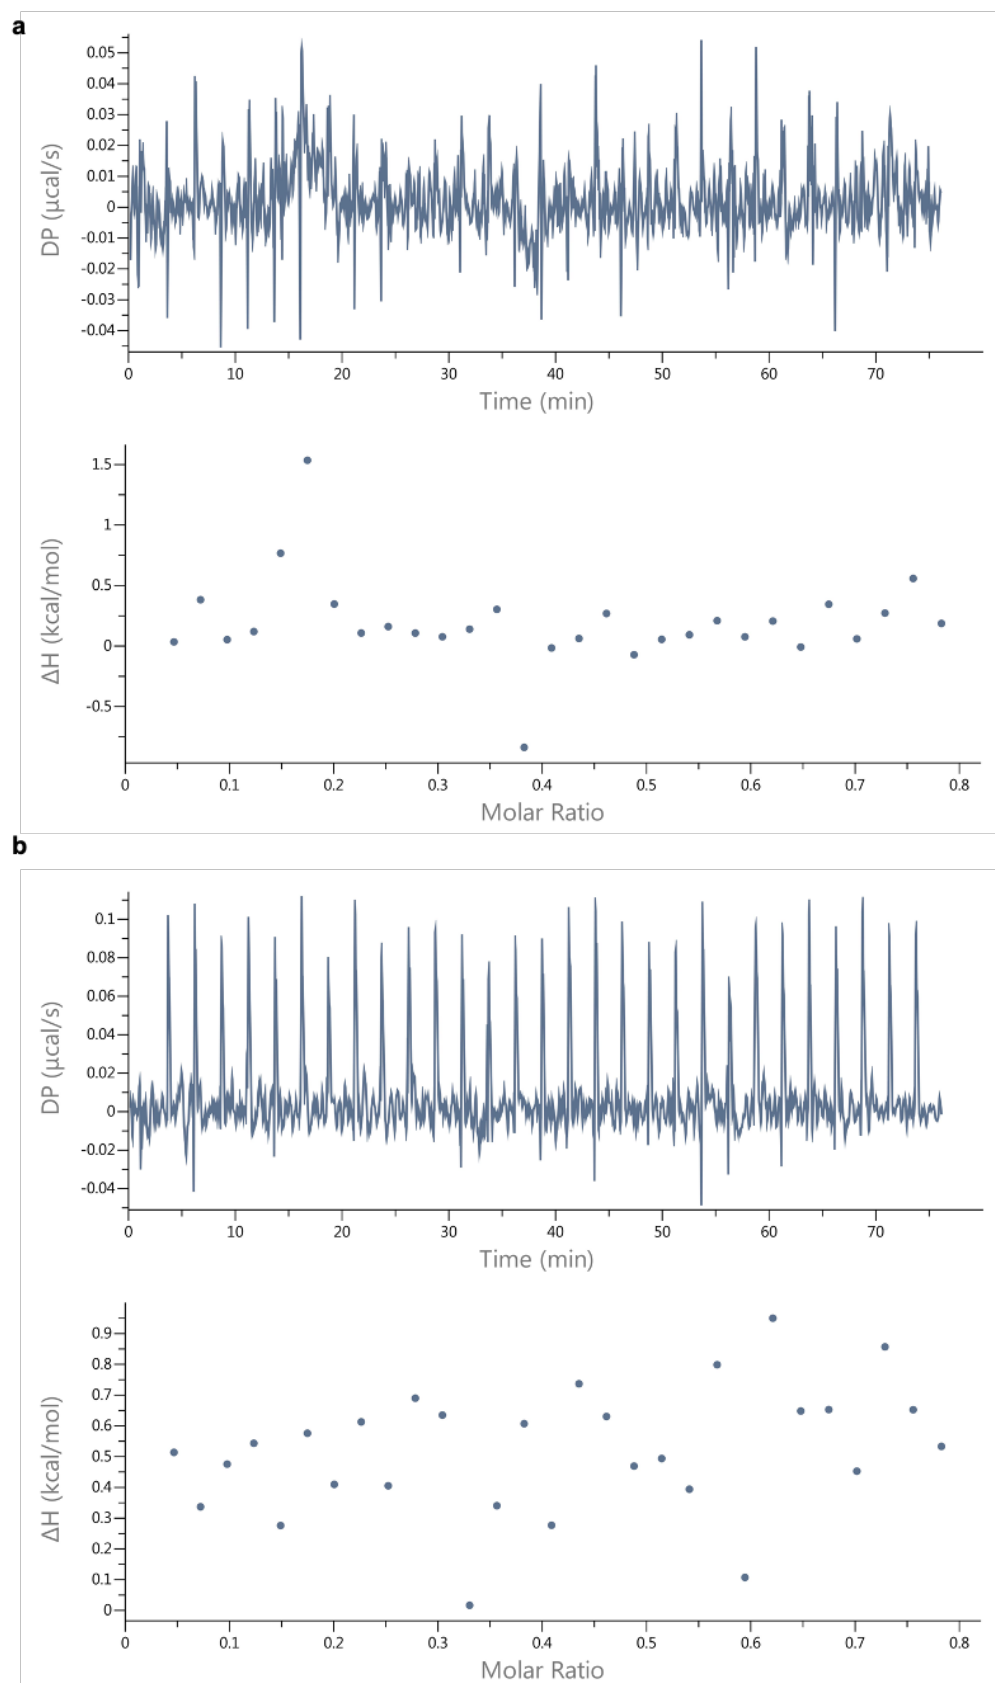 a
DP (μcal/s)
0.05
0.04
0.03
0.02
0.01
0
-0.01
-0.02
-0.03
-0.04
0 10 20 30 40 50 60 70
Time (min)
ΔH (kcal/mol)
1.5
1
0.5
0
-0.5
0 0.1 0.2 0.3 0.4 0.5 0.6 0.7 0.8
Molar Ratio
b
DP (μcal/s)
0.1
0.08
0.06
0.04
0.02
0
-0.02
-0.04
0 10 20 30 40 50 60 70
Time (min)
ΔH (kcal/mol)
0.9
0.8
0.7
0.6
0.5
0.4
0.3
0.2
0.1
0
0 0.1 0.2 0.3 0.4 0.5 0.6 0.7 0.8
Molar Ratio